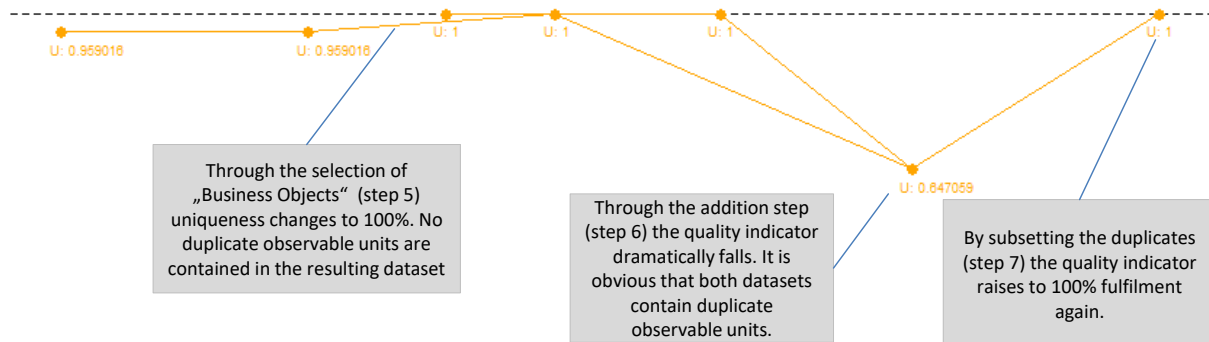 U: 0.959016
U: 0.959016
U: 1
U: 1
U: 1
U: 0.647059
U: 1
Through the selection of
„Business Objects“ (step 5)
uniqueness changes to 100%. No
duplicate observable units are
contained in the resulting dataset
Through the addition step
(step 6) the quality indicator
dramatically falls. It is
obvious that both datasets
contain duplicate
observable units.
By subsetting the duplicates
(step 7) the quality indicator
raises to 100% fulfilment
again.